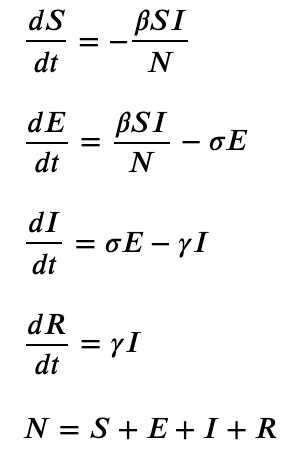 dS/dt = −βSI/N
dE/dt = βSI/N − σE
dI/dt = σE − γI
dR/dt = γI
N = S + E + I + R